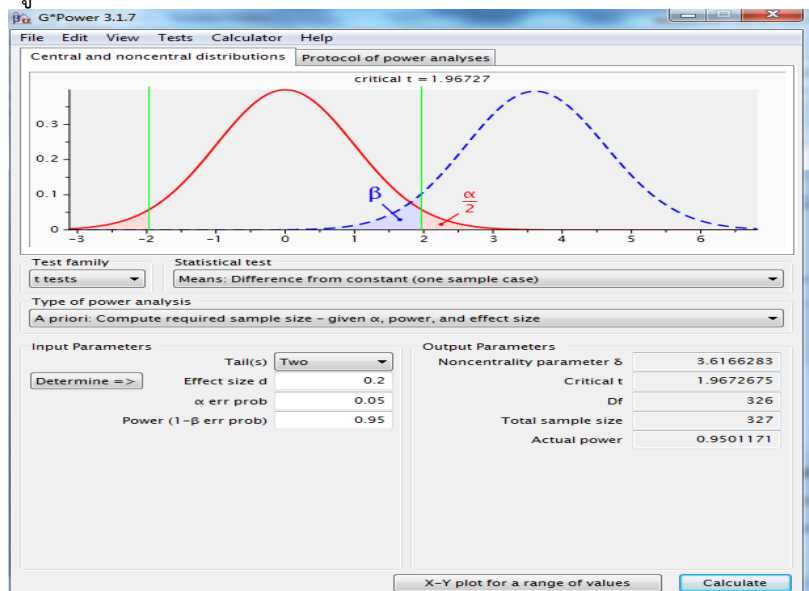 G*Power 3.1.7
File Edit View Tests Calculator Help
Central and noncentral distributions Protocol of power analyses
critical t = 1.96727
0.3
0.2
0.1
0
β
α
2
-3 -2 -1 0 1 2 3 4 5 6
Test family Statistical test
t tests Means: Difference from constant (one sample case)
Type of power analysis
A priori: Compute required sample size - given α, power, and effect size
Input Parameters Output Parameters
Tail(s) Two Noncentrality parameter δ 3.6166283
Determine => Effect size d 0.2 Critical t 1.9672675
α err prob 0.05 Df 326
Power (1-β err prob) 0.95 Total sample size 327
Actual power 0.9501171
X-Y plot for a range of values Calculate